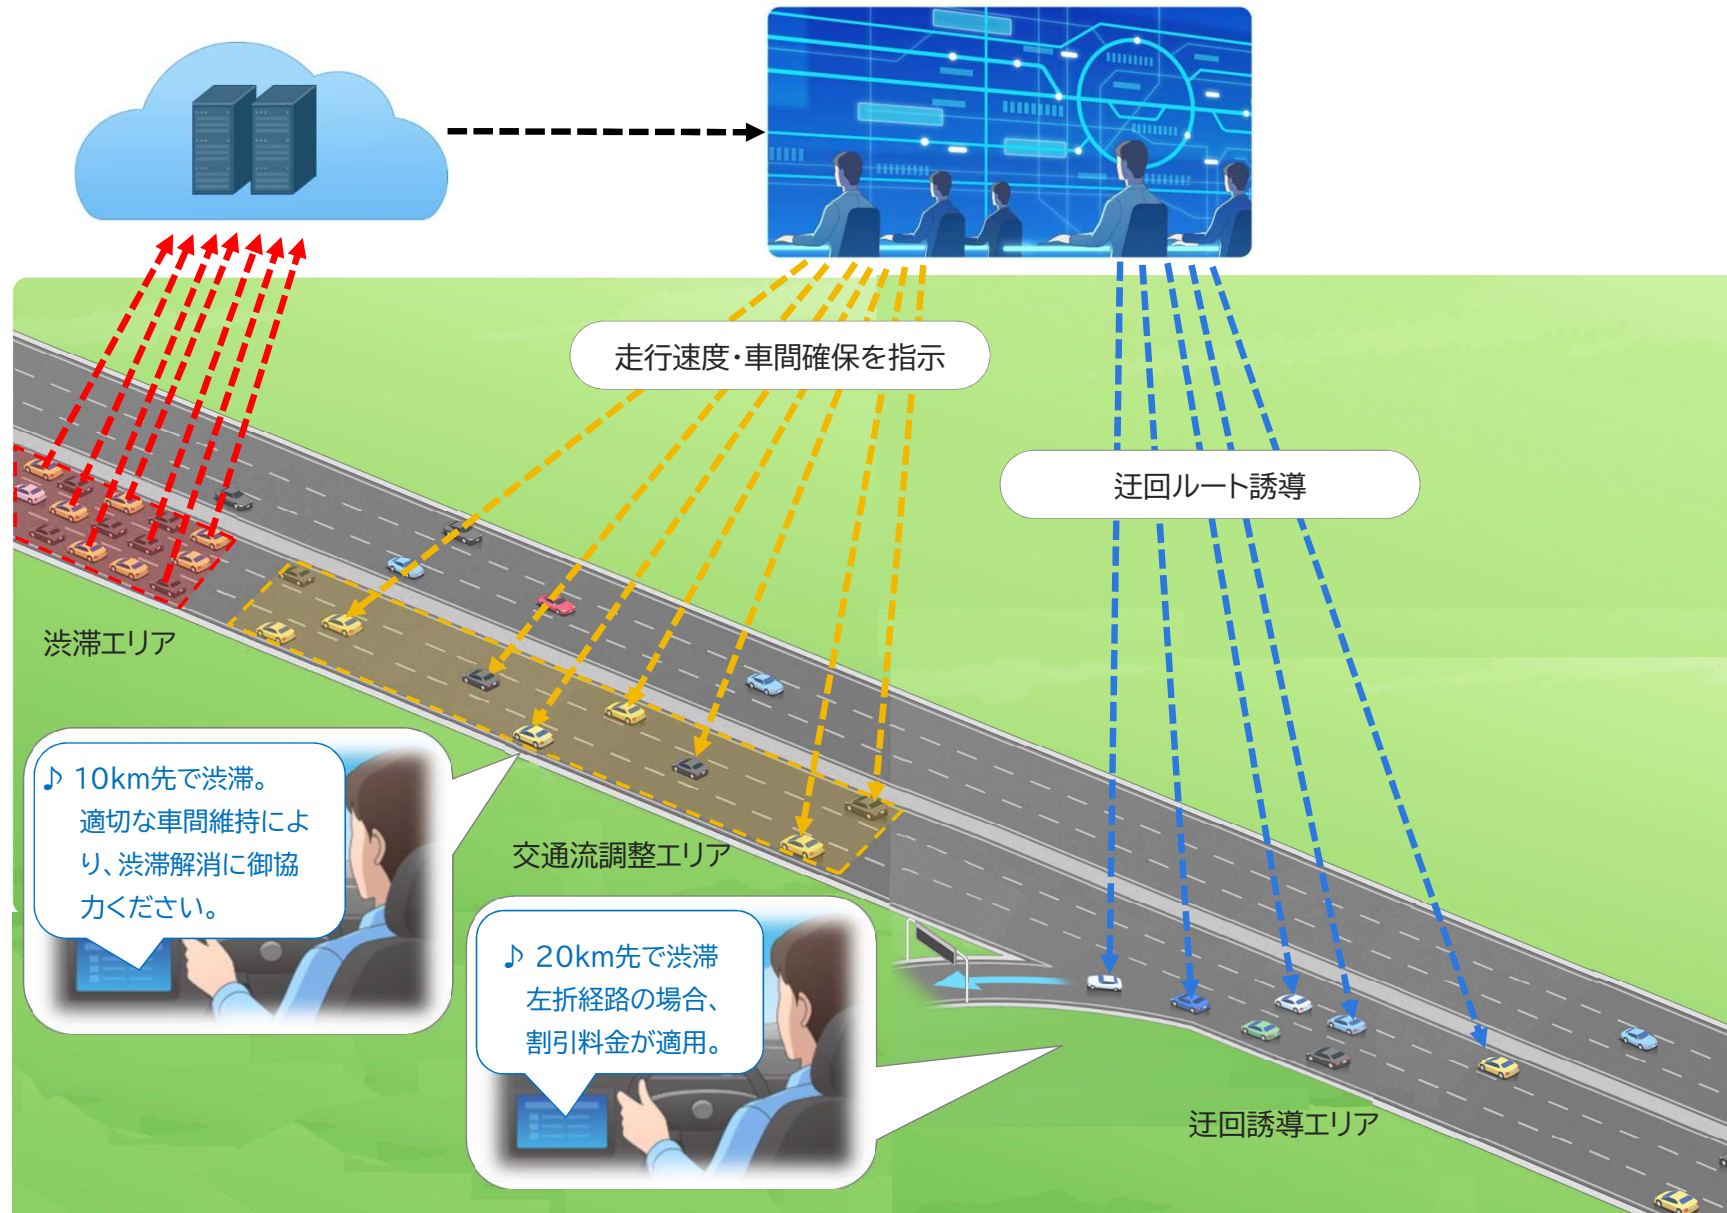 走行速度・車間確保を指示
迂回ルート誘導
渋滞エリア
♪ 10km先で渋滞。
適切な車間維持によ
り、渋滞解消に御協
力ください。
交通流調整エリア
♪ 20km先で渋滞
左折経路の場合、
割引料金が適用。
迂回誘導エリア